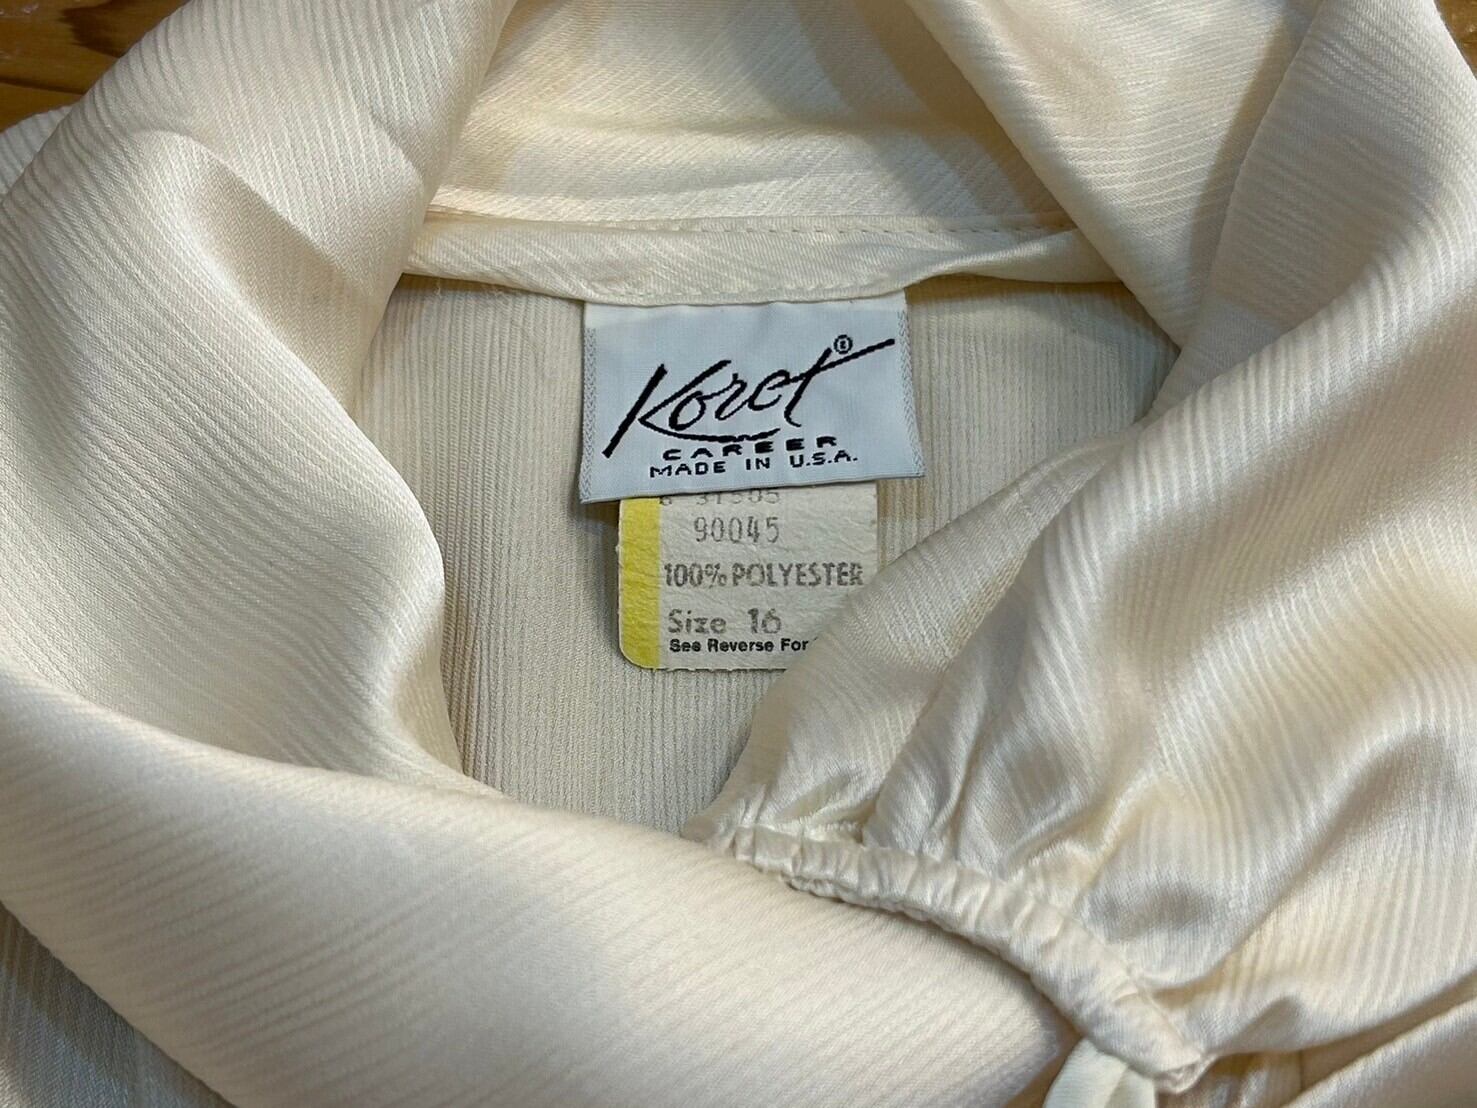 Koret®
CAREER
MADE IN U.S.A.
90045
100% POLYESTER
Size 16
See Reverse For